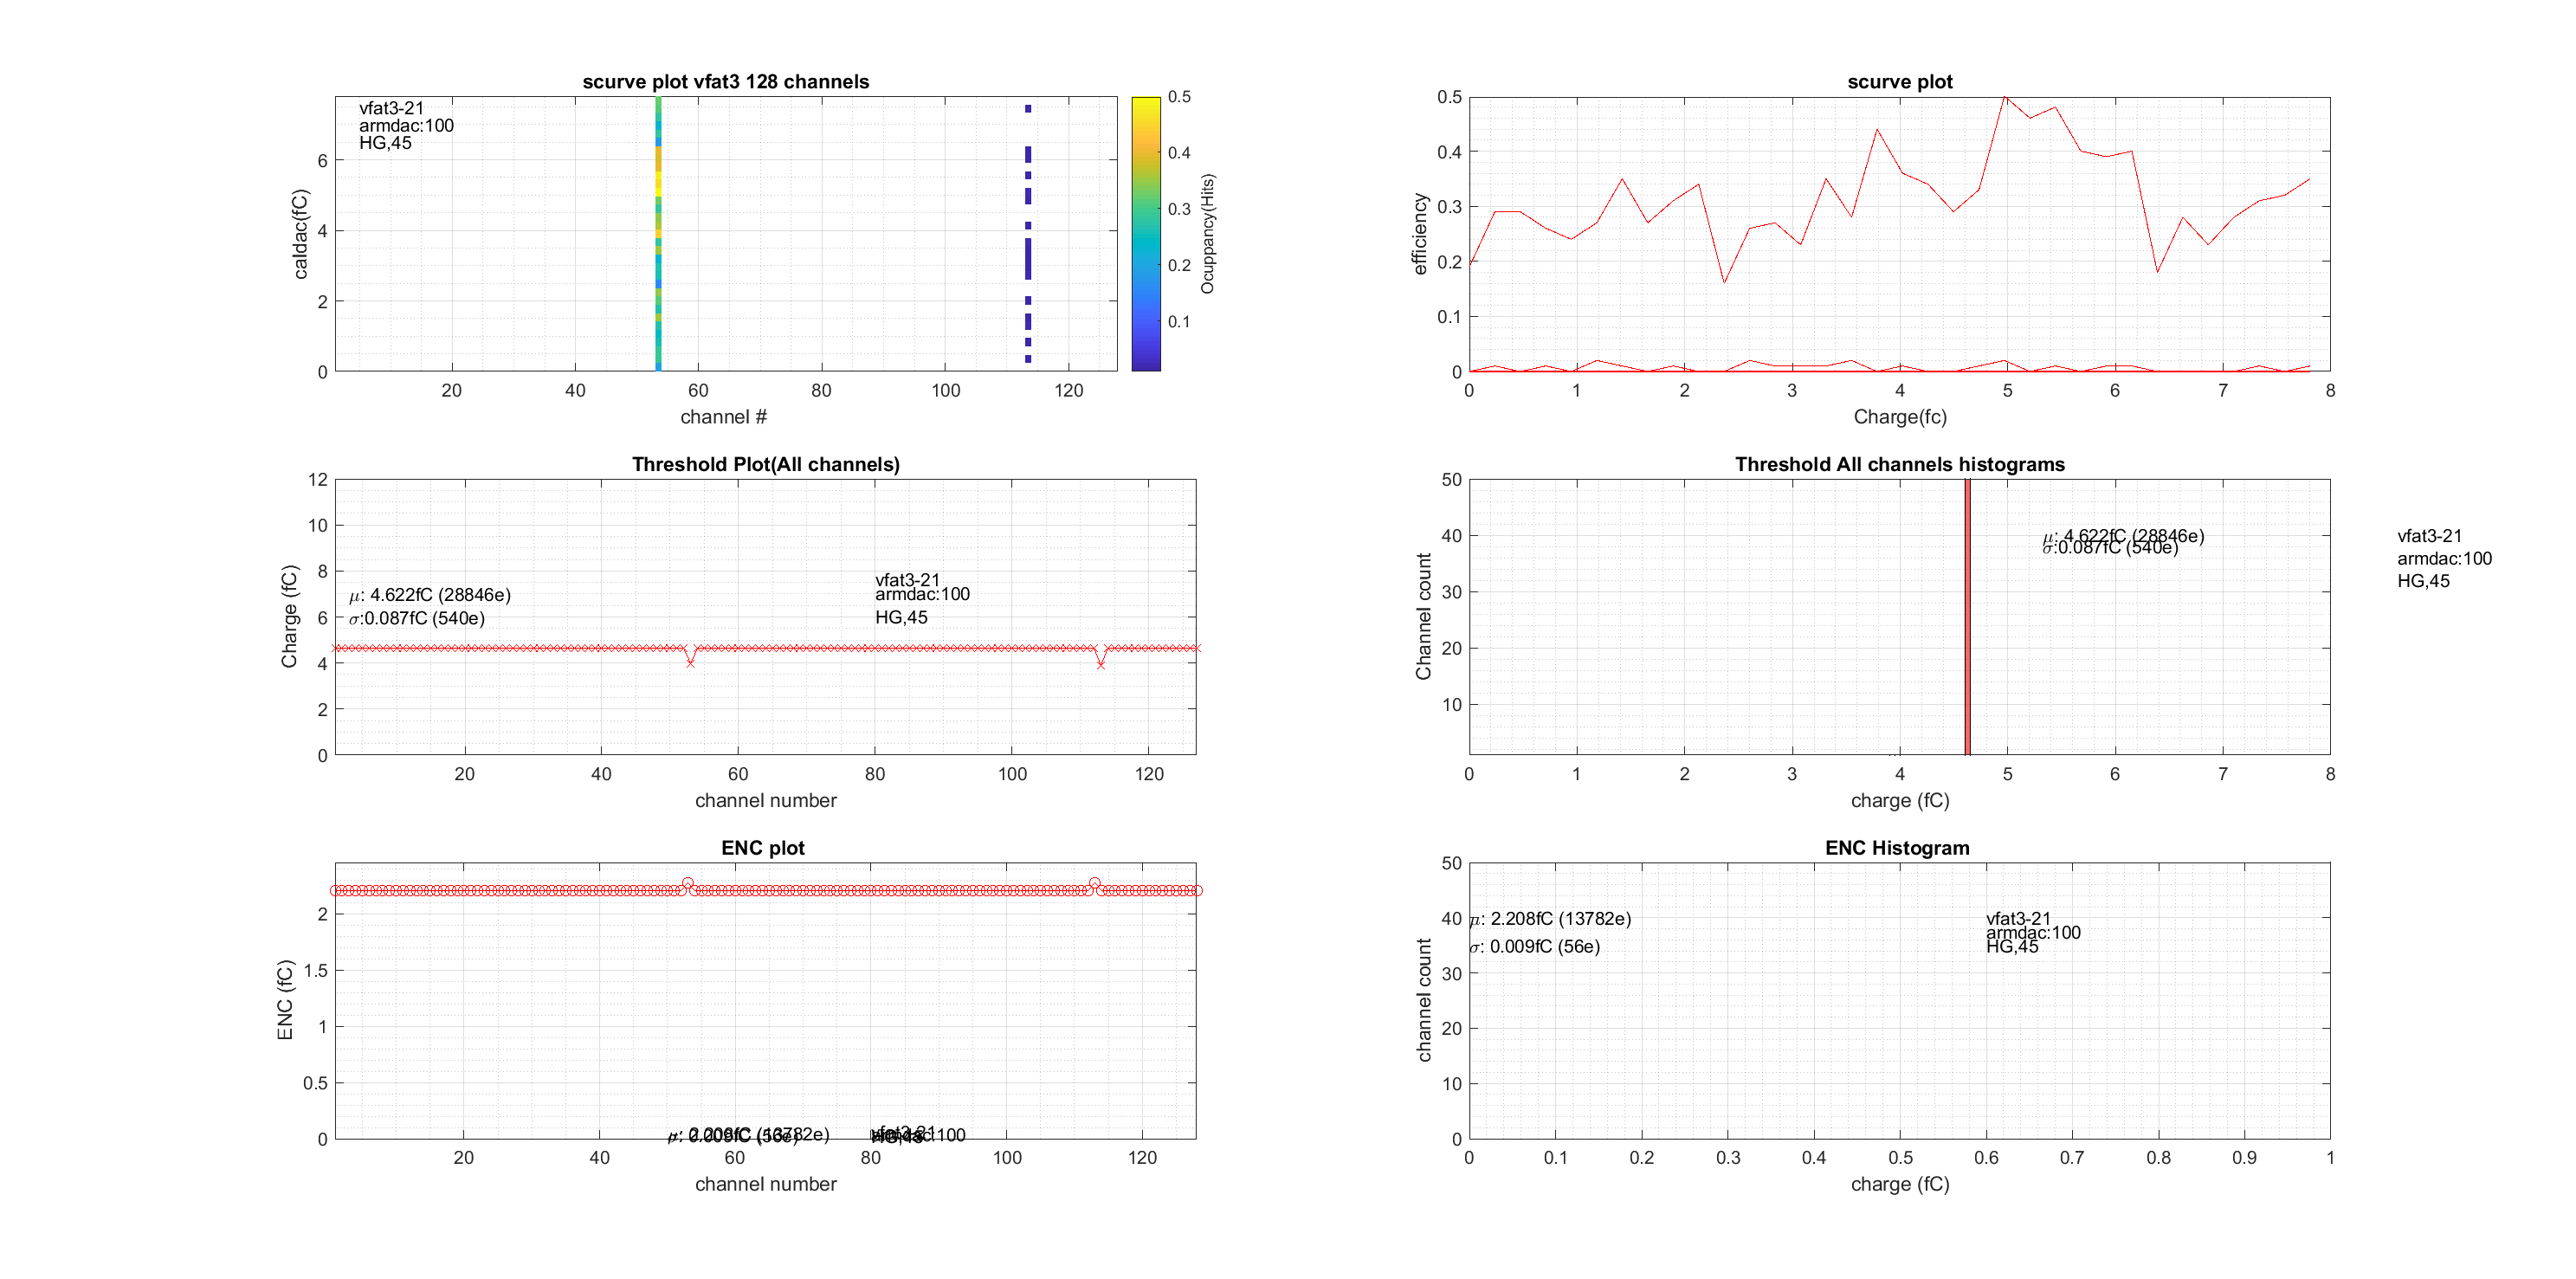 scurve plot vfat3 128 channels
vfat3-21
armdac:100
HG,45
caldac(fC)
0
2
4
6
20
40
60
80
100
120
channel #
0.5
0.4
0.3
0.2
0.1
Ocuppancy(Hits)
scurve plot
efficiency
0.5
0.4
0.3
0.2
0.1
0
0 1 2 3 4 5 6 7 8
Charge(fc)
Threshold Plot(All channels)
Charge (fC)
12
10
8
6
4
2
0
μ: 4.622fC (28846e)
σ:0.087fC (540e)
vfat3-21
armdac:100
HG,45
20 40 60 80 100 120
channel number
Threshold All channels histograms
Channel count
50
40
30
20
10
μ: 4.622fC (28846e)
σ:0.087fC (540e)
vfat3-21
armdac:100
HG,45
0 1 2 3 4 5 6 7 8
charge (fC)
ENC plot
ENC (fC)
2
1.5
1
0.5
0
20 40 60 80 100 120
channel number
ENC Histogram
channel count
50
40
30
20
10
0
μ: 2.208fC (13782e)
σ: 0.009fC (56e)
vfat3-21
armdac:100
HG,45
0 0.1 0.2 0.3 0.4 0.5 0.6 0.7 0.8 0.9 1
charge (fC)